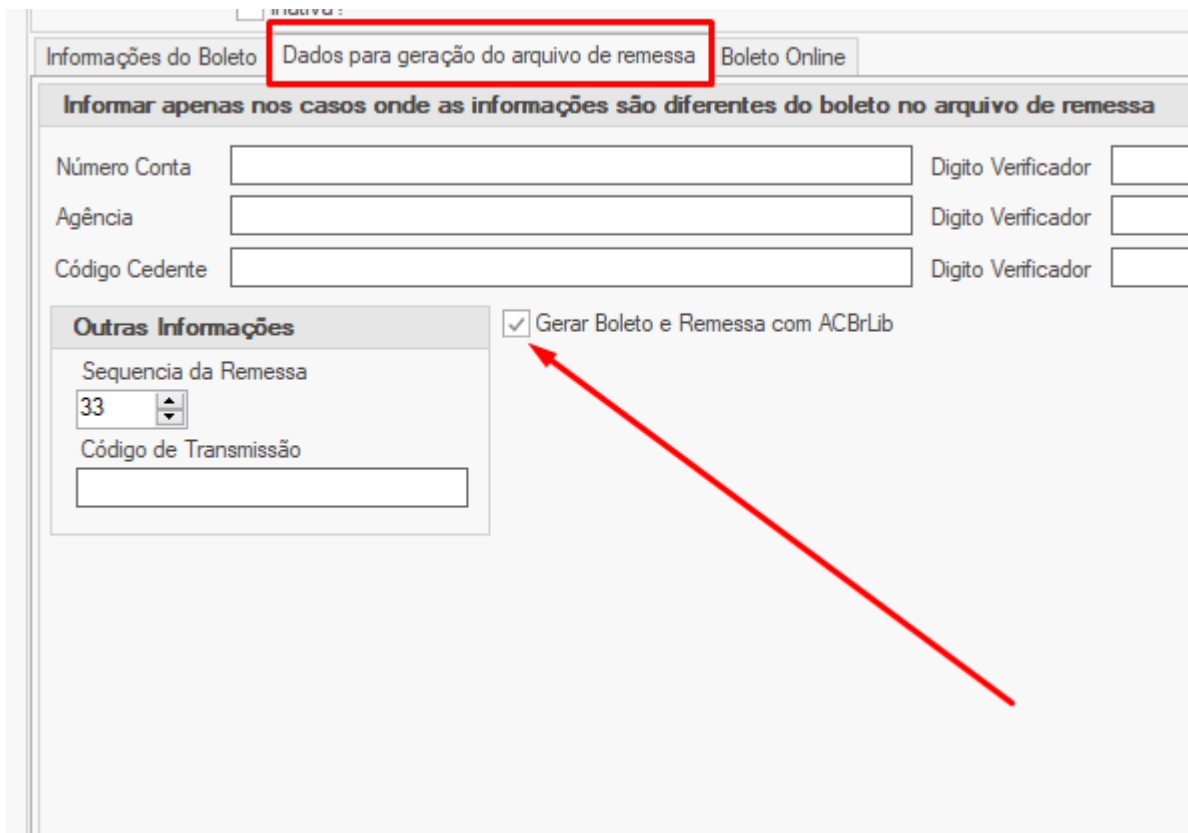 Inativa?
Informações do Boleto Dados para geração do arquivo de remessa Boleto Online
Informar apenas nos casos onde as informações são diferentes do boleto no arquivo de remessa
Número Conta Digito Verificador
Agência Digito Verificador
Código Cedente Digito Verificador
Outras Informações Gerar Boleto e Remessa com ACBrLib
Sequencia da Remessa
33
Código de Transmissão